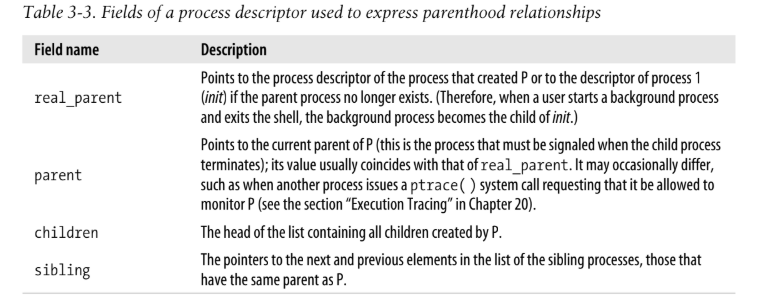 Table 3-3. Fields of a process descriptor used to express parenthood relationships
Field name Description
real_parent Points to the process descriptor of the process that created P or to the descriptor of process 1
(init) if the parent process no longer exists. (Therefore, when a user starts a background process
and exits the shell, the background process becomes the child of init.)
parent Points to the current parent of P (this is the process that must be signaled when the child process
terminates); its value usually coincides with that of real_parent. It may occasionally differ,
such as when another process issues a ptrace( ) system call requesting that it be allowed to
monitor P (see the section “Execution Tracing” in Chapter 20).
children The head of the list containing all children created by P.
sibling The pointers to the next and previous elements in the list of the sibling processes, those that
have the same parent as P.